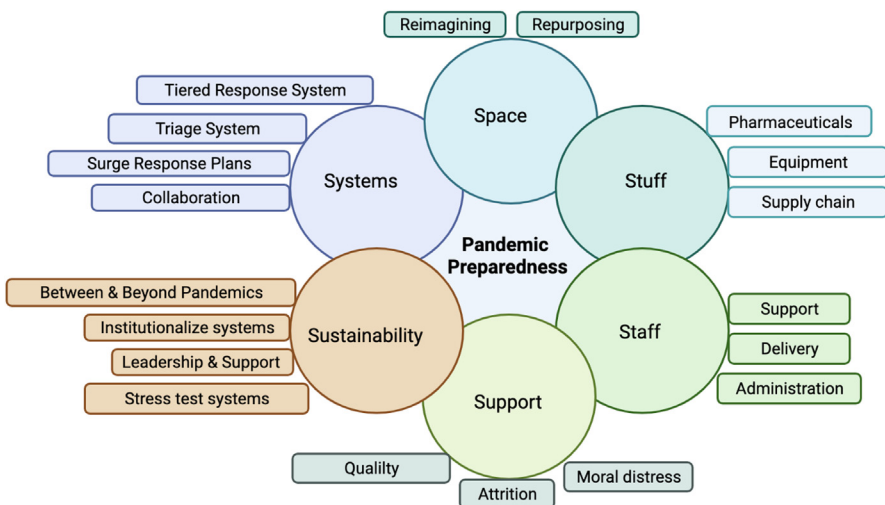 Reimagining
Repurposing
Space
Tiered Response System
Triage System
Surge Response Plans
Collaboration
Systems
Pharmaceuticals
Equipment
Supply chain
Stuff
Pandemic
Preparedness
Between & Beyond Pandemics
Institutionalize systems
Leadership & Support
Stress test systems
Sustainability
Support
Delivery
Administration
Staff
Support
Qualilty
Attrition
Moral distress